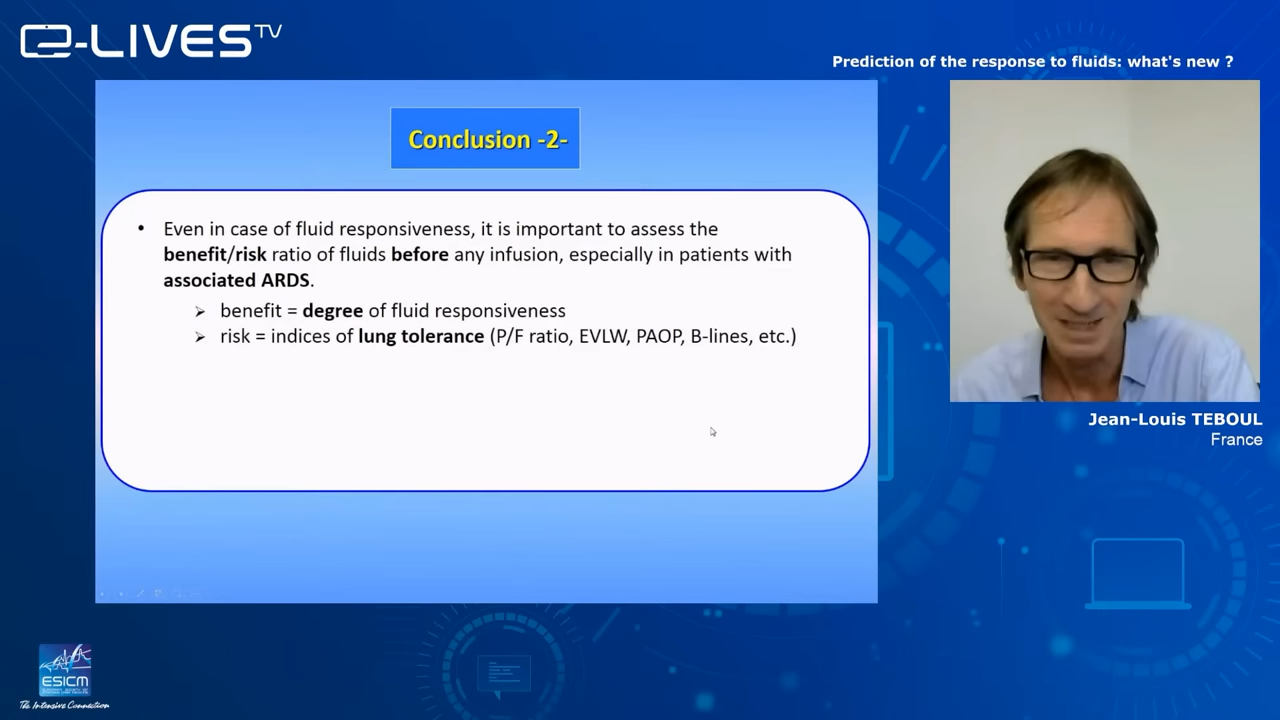 e-LIVES TV
Prediction of the response to fluids: what's new ?
Conclusion -2-
• Even in case of fluid responsiveness, it is important to assess the
benefit/risk ratio of fluids before any infusion, especially in patients with
associated ARDS.
➢ benefit = degree of fluid responsiveness
➢ risk = indices of lung tolerance (P/F ratio, EVLW, PAOP, B-lines, etc.)
Jean-Louis TEBOUL
France
ESICM
The Intensive Connection